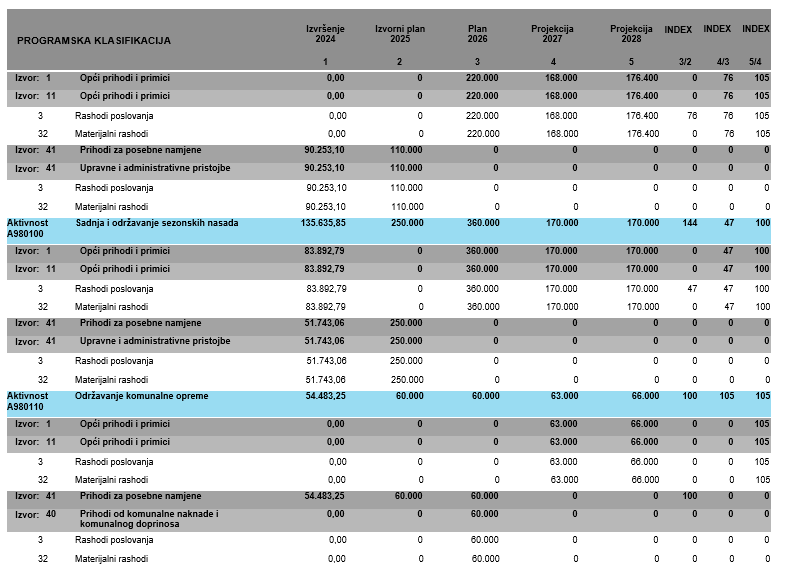 PROGRAMSKA KLASIFIKACIJA Izvršenje 2024 Izvorni plan 2025 Plan 2026 Projekcija 2027 Projekcija 2028 INDEX INDEX INDEX
1 2 3 4 5 3/2 4/3 5/4
Izvor: 1 Opći prihodi i primici 0,00 0 220.000 168.000 176.400 0 76 105
Izvor: 11 Opći prihodi i primici 0,00 0 220.000 168.000 176.400 0 76 105
3 Rashodi poslovanja 0,00 0 220.000 168.000 176.400 76 76 105
32 Materijalni rashodi 0,00 0 220.000 168.000 176.400 0 76 105
Izvor: 41 Prihodi za posebne namjene 90.253,10 110.000 0 0 0 0 0 0
Izvor: 41 Upravne i administrativne pristojbe 90.253,10 110.000 0 0 0 0 0 0
3 Rashodi poslovanja 90.253,10 110.000 0 0 0 0 0 0
32 Materijalni rashodi 90.253,10 110.000 0 0 0 0 0 0
Aktivnost Sadnja i održavanje sezonskih nasada 135.635,85 250.000 360.000 170.000 170.000 144 47 100
A980100
Izvor: 1 Opći prihodi i primici 83.892,79 0 360.000 170.000 170.000 0 47 100
Izvor: 11 Opći prihodi i primici 83.892,79 0 360.000 170.000 170.000 0 47 100
3 Rashodi poslovanja 83.892,79 0 360.000 170.000 170.000 47 47 100
32 Materijalni rashodi 83.892,79 0 360.000 170.000 170.000 0 47 100
Izvor: 41 Prihodi za posebne namjene 51.743,06 250.000 0 0 0 0 0 0
Izvor: 41 Upravne i administrativne pristojbe 51.743,06 250.000 0 0 0 0 0 0
3 Rashodi poslovanja 51.743,06 250.000 0 0 0 0 0 0
32 Materijalni rashodi 51.743,06 250.000 0 0 0 0 0 0
Aktivnost Održavanje komunalne opreme 54.483,25 60.000 60.000 63.000 66.000 100 105 105
A980110
Izvor: 1 Opći prihodi i primici 0,00 0 0 63.000 66.000 0 0 105
Izvor: 11 Opći prihodi i primici 0,00 0 0 63.000 66.000 0 0 105
3 Rashodi poslovanja 0,00 0 0 63.000 66.000 0 0 105
32 Materijalni rashodi 0,00 0 0 63.000 66.000 0 0 105
Izvor: 41 Prihodi za posebne namjene 54.483,25 60.000 60.000 0 0 100 0 0
Izvor: 40 Prihodi od komunalne naknade i 0,00 0 60.000 0 0 0 0 0
komunalnog doprinosa
3 Rashodi poslovanja 0,00 0 60.000 0 0 0 0 0
32 Materijalni rashodi 0,00 0 60.000 0 0 0 0 0